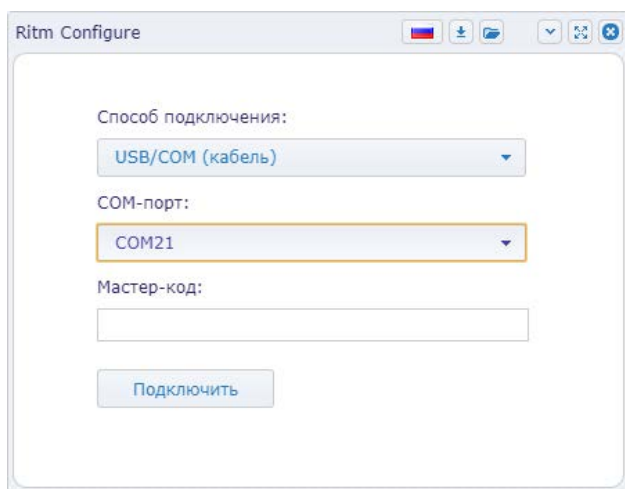 Ritm Configure
Способ подключения:
USB/COM (кабель)
COM-порт:
COM21
Мастер-код:
Подключить